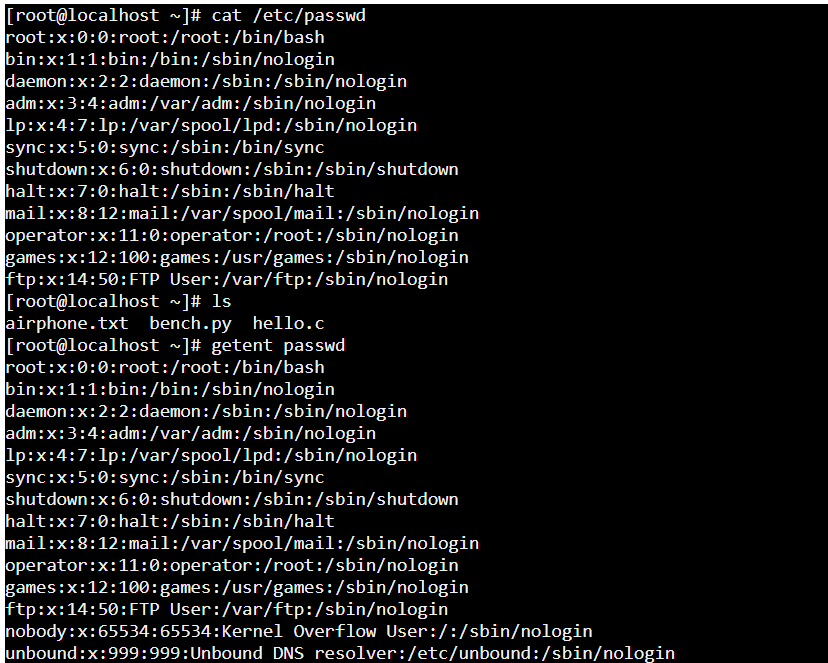 [root@localhost ~]# cat /etc/passwd
root:x:0:0:root:/root:/bin/bash
bin:x:1:1:bin:/bin:/sbin/nologin
daemon:x:2:2:daemon:/sbin:/sbin/nologin
adm:x:3:4:adm:/var/adm:/sbin/nologin
lp:x:4:7:lp:/var/spool/lpd:/sbin/nologin
sync:x:5:0:sync:/sbin:/bin/sync
shutdown:x:6:0:shutdown:/sbin:/sbin/shutdown
halt:x:7:0:halt:/sbin:/sbin/halt
mail:x:8:12:mail:/var/spool/mail:/sbin/nologin
operator:x:11:0:operator:/root:/sbin/nologin
games:x:12:100:games:/usr/games:/sbin/nologin
ftp:x:14:50:FTP User:/var/ftp:/sbin/nologin
[root@localhost ~]# ls
airphone.txt  bench.py  hello.c
[root@localhost ~]# getent passwd
root:x:0:0:root:/root:/bin/bash
bin:x:1:1:bin:/bin:/sbin/nologin
daemon:x:2:2:daemon:/sbin:/sbin/nologin
adm:x:3:4:adm:/var/adm:/sbin/nologin
lp:x:4:7:lp:/var/spool/lpd:/sbin/nologin
sync:x:5:0:sync:/sbin:/bin/sync
shutdown:x:6:0:shutdown:/sbin:/sbin/shutdown
halt:x:7:0:halt:/sbin:/sbin/halt
mail:x:8:12:mail:/var/spool/mail:/sbin/nologin
operator:x:11:0:operator:/root:/sbin/nologin
games:x:12:100:games:/usr/games:/sbin/nologin
ftp:x:14:50:FTP User:/var/ftp:/sbin/nologin
nobody:x:65534:65534:Kernel Overflow User:/:/sbin/nologin
unbound:x:999:999:Unbound DNS resolver:/etc/unbound:/sbin/nologin